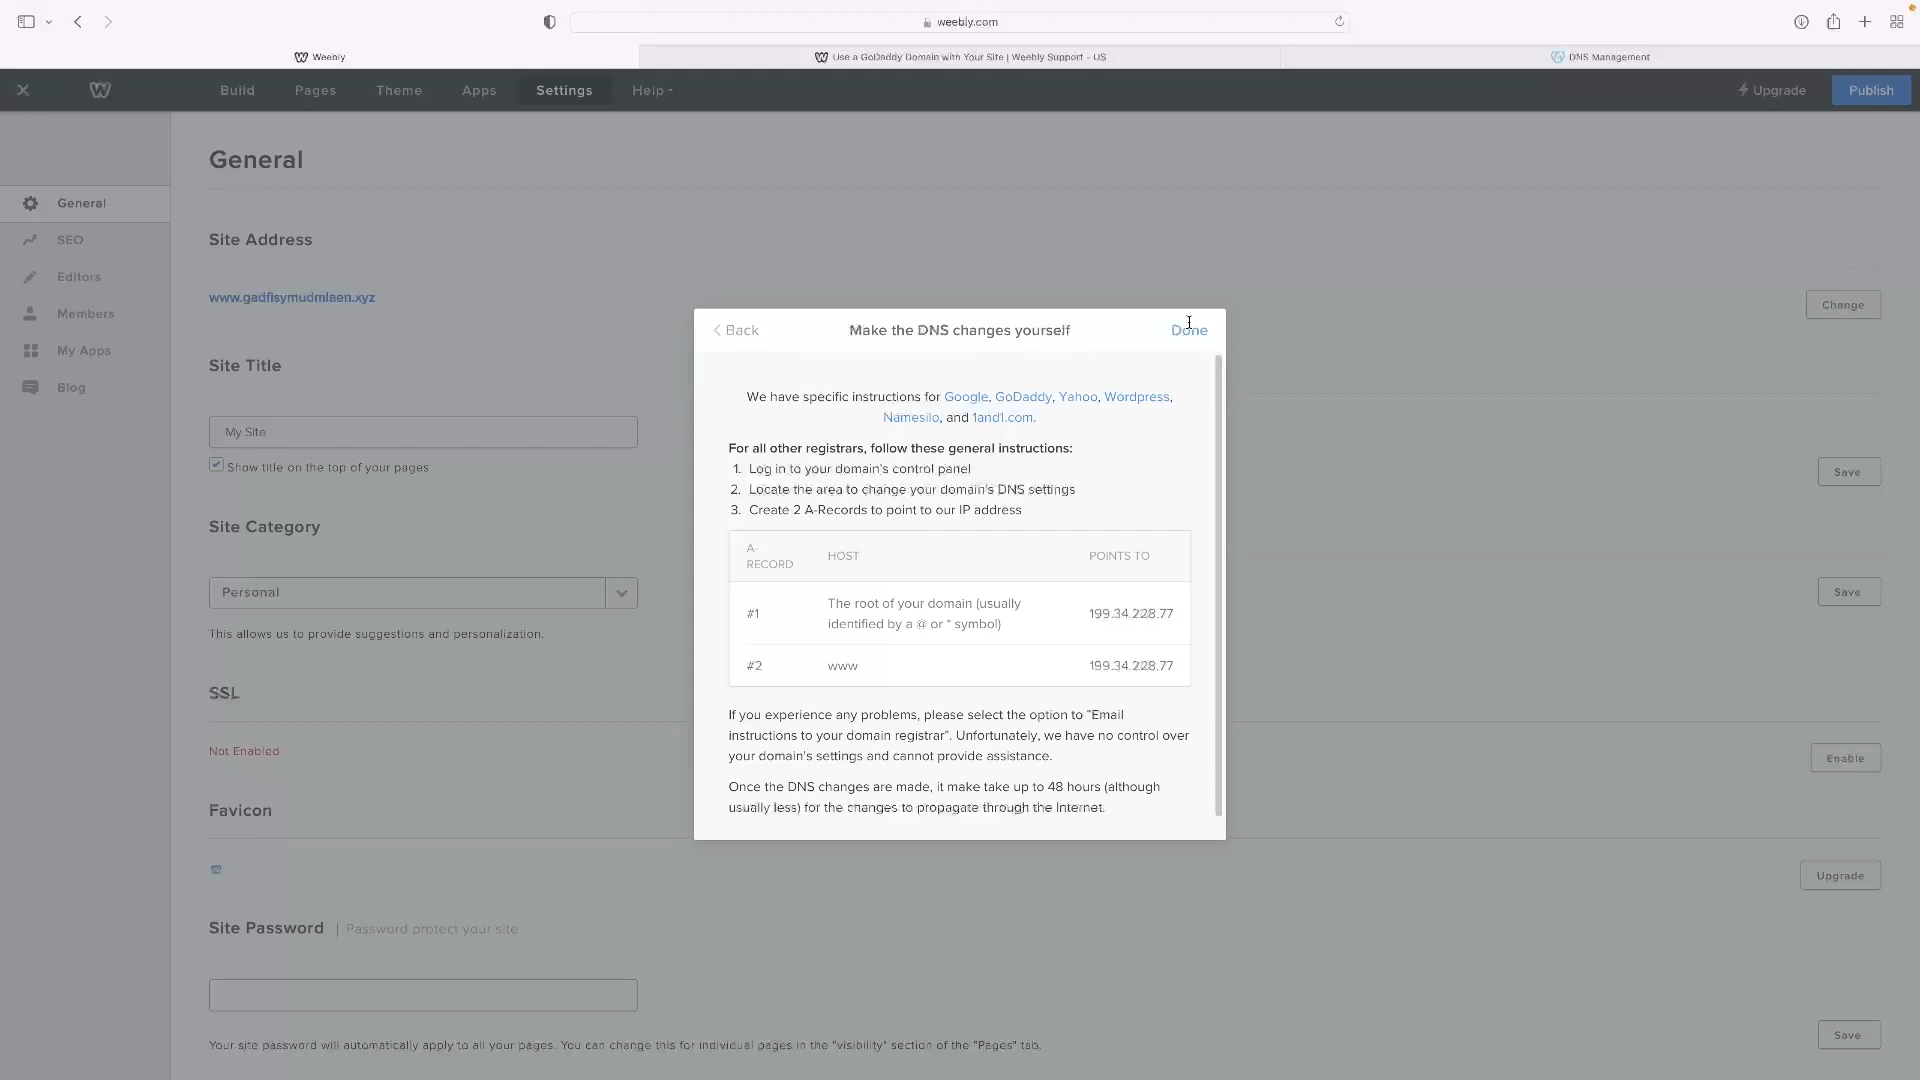 weebly.com
Weebly
Use a GoDaddy Domain with Your Site | Weebly Support - US
DNS Management
Build
Pages
Theme
Apps
Settings
Help
Upgrade
Publish
General
General
SEO
Editors
Members
My Apps
Blog
Site Address
www.gadfisymudmlaen.xyz
Change
Site Title
My Site
Show title on the top of your pages
Save
Site Category
Personal
Save
This allows us to provide suggestions and personalization.
SSL
Not Enabled
Enable
Favicon
Upgrade
Site Password | Password protect your site
Your site password will automatically apply to all your pages. You can change this for individual pages in the "visibility" section of the "Pages" tab.
Save
Back
Make the DNS changes yourself
Done
We have specific instructions for Google, GoDaddy, Yahoo, Wordpress,
Namesilo, and 1and1.com.
For all other registrars, follow these general instructions:
1. Log in to your domain's control panel
2. Locate the area to change your domain's DNS settings
3. Create 2 A-Records to point to our IP address
A-
RECORD
HOST
POINTS TO
#1
The root of your domain (usually
identified by a @ or * symbol)
199.34.228.77
#2
www
199.34.228.77
If you experience any problems, please select the option to "Email
instructions to your domain registrar". Unfortunately, we have no control over
your domain's settings and cannot provide assistance.
Once the DNS changes are made, it make take up to 48 hours (although
usually less) for the changes to propagate through the Internet.